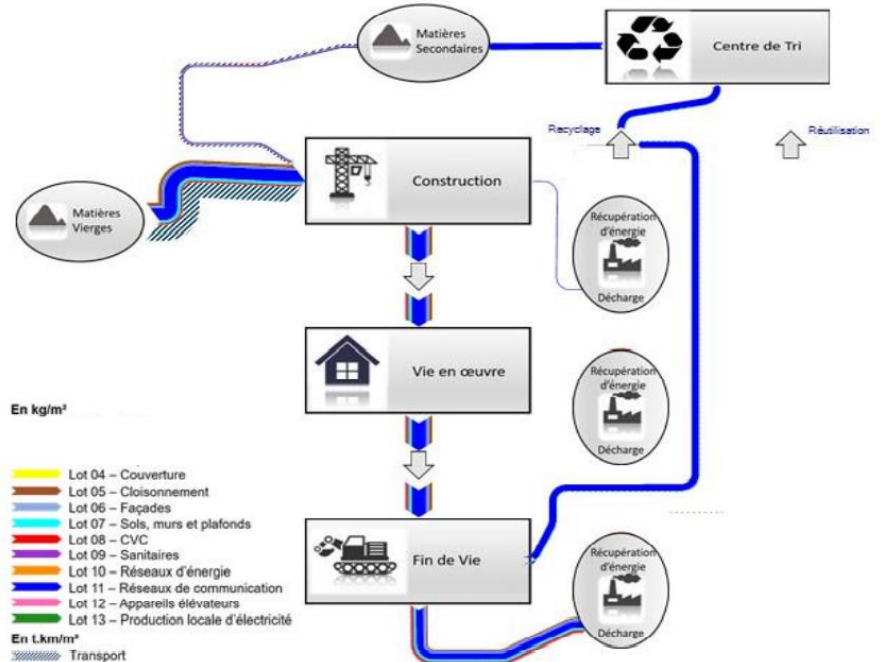 Matières
Secondaires
Centre de Tri
Recyclage
Réutilisation
Construction
Matières
Vierges
Récupération
d'énergie
Décharge
Vie en œuvre
Récupération
d'énergie
Décharge
En kg/m²
Lot 04 – Couverture
Lot 05 – Cloisonnement
Lot 06 – Façades
Lot 07 – Sols, murs et plafonds
Lot 08 – CVC
Lot 09 – Sanitaires
Lot 10 – Réseaux d'énergie
Lot 11 – Réseaux de communication
Lot 12 – Appareils élévateurs
Lot 13 – Production locale d'électricité
En t.km/m²
Transport
Fin de Vie
Récupération
d'énergie
Décharge